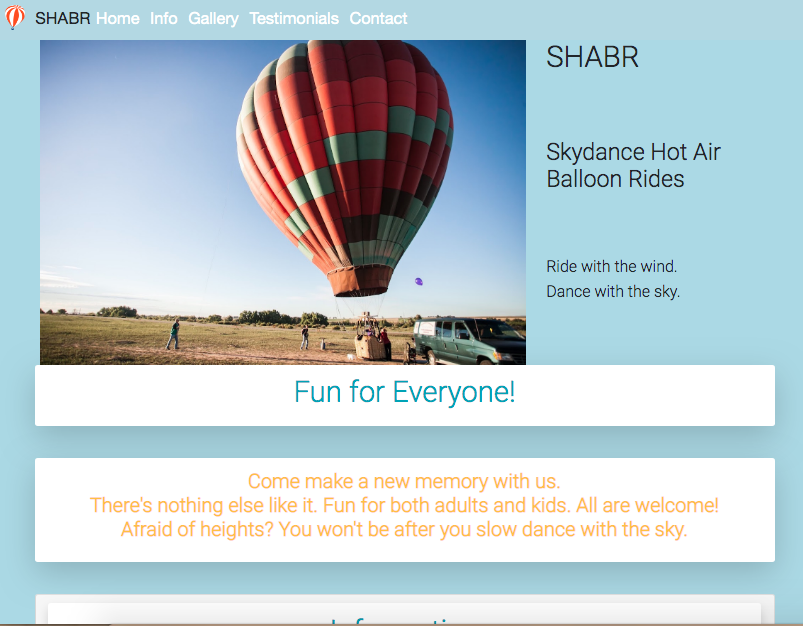 SHABR Home Info Gallery Testimonials Contact
SHABR
Skydance Hot Air
Balloon Rides
Ride with the wind.
Dance with the sky.
Fun for Everyone!
Come make a new memory with us.
There's nothing else like it. Fun for both adults and kids. All are welcome!
Afraid of heights? You won't be after you slow dance with the sky.